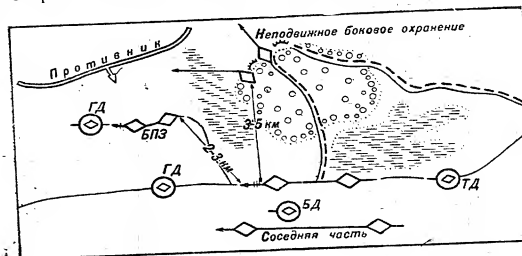 Неподвижное боковое охранение
Противник
ГД
БПЗ
3-5 км
2-3 км
ГД
ТД
БД
Соседняя часть